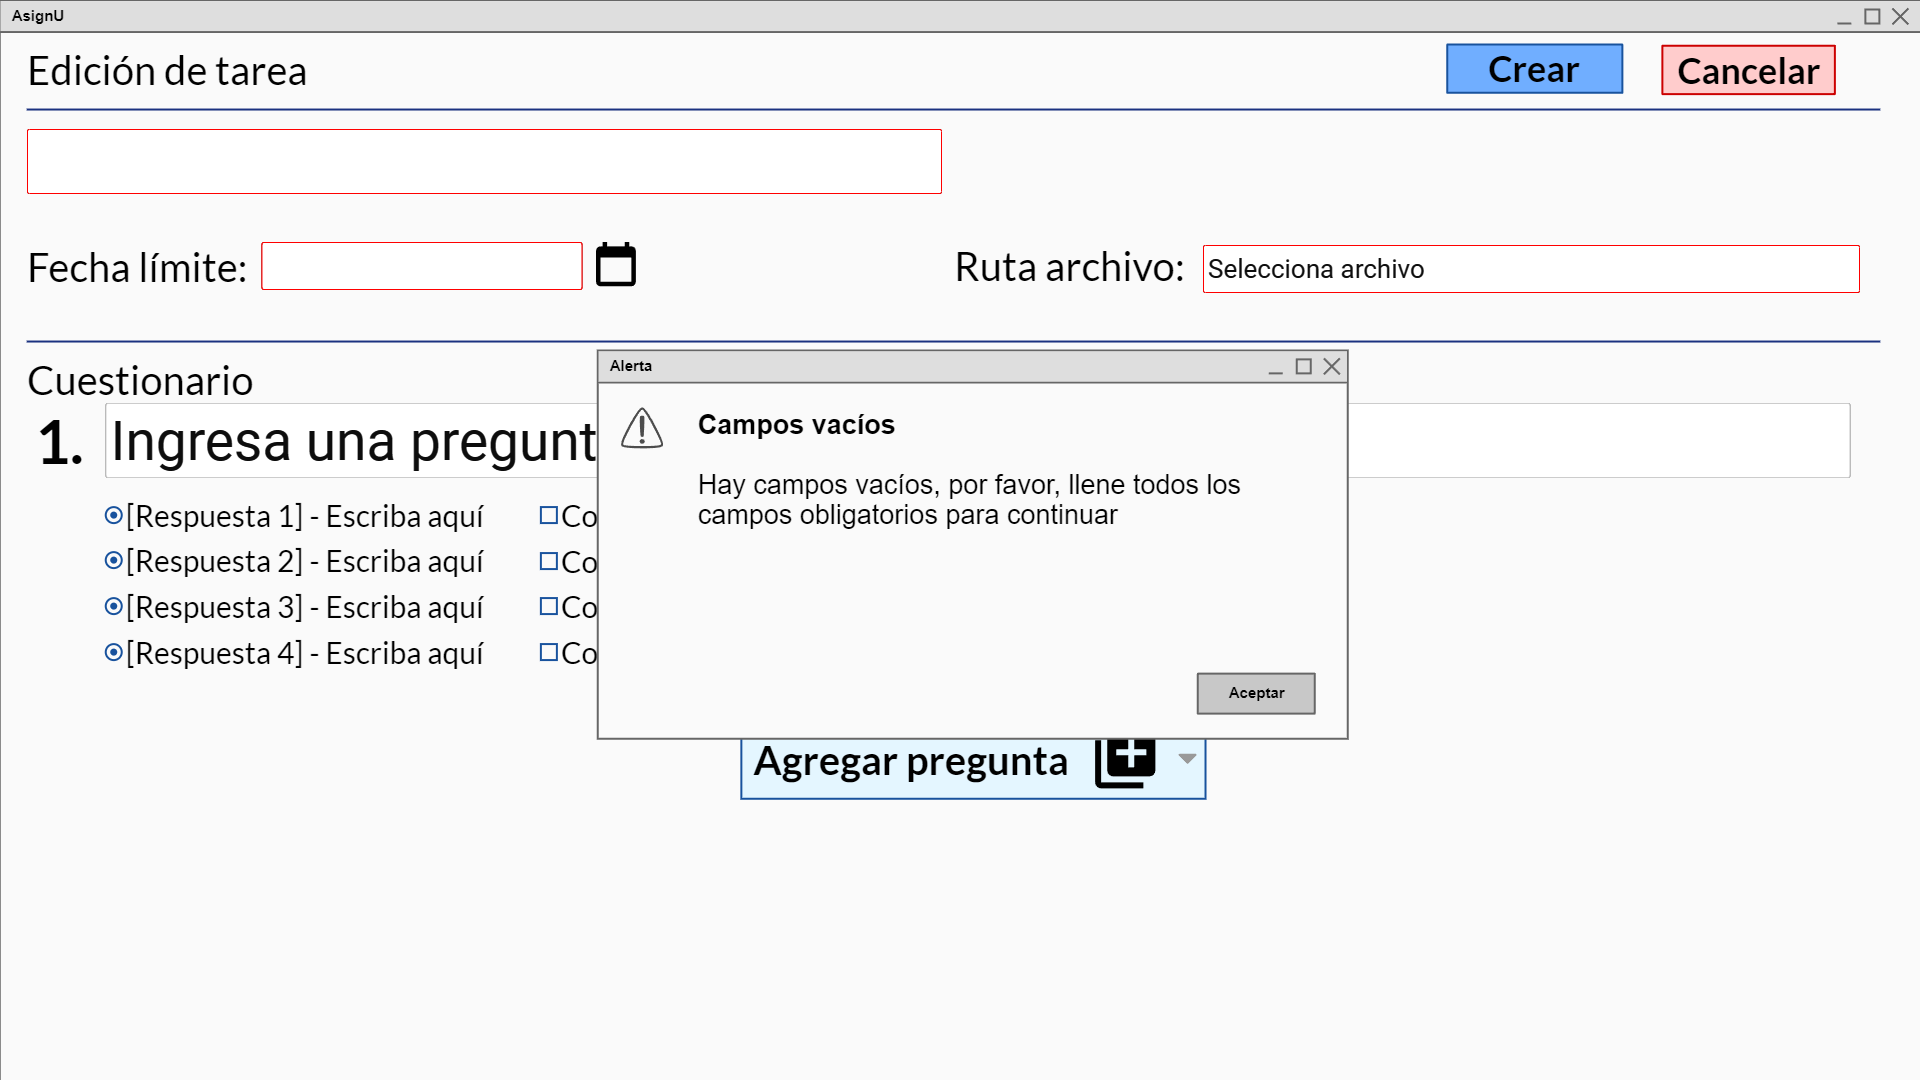 AsignU
Edición de tarea
Crear
Cancelar
Fecha límite:
Ruta archivo:
Selecciona archivo
Cuestionario
1.
Ingresa una pregunt
[Respuesta 1] - Escriba aquí
Co
[Respuesta 2] - Escriba aquí
Co
[Respuesta 3] - Escriba aquí
Co
[Respuesta 4] - Escriba aquí
Co
Alerta
Campos vacíos
Hay campos vacíos, por favor, llene todos los
campos obligatorios para continuar
Aceptar
Agregar pregunta